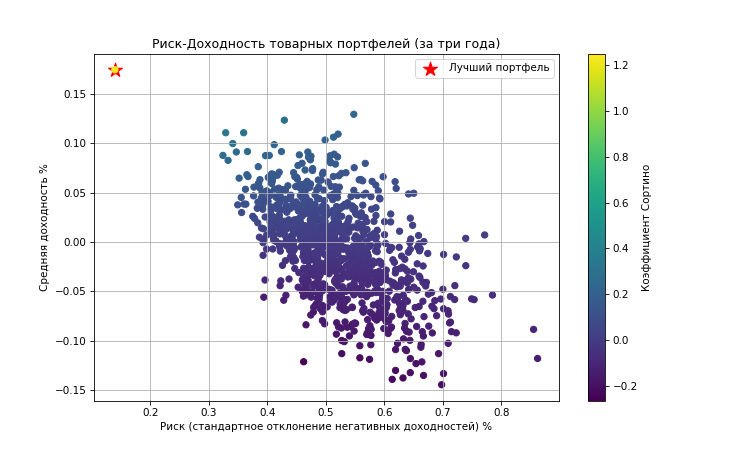 Риск-Доходность товарных портфелей (за три года)
Лучший портфель
Средняя доходность %
0.15
0.10
0.05
0.00
−0.05
−0.10
−0.15
0.2 0.3 0.4 0.5 0.6 0.7 0.8
Риск (стандартное отклонение негативных доходностей) %
1.2
1.0
0.8
0.6
0.4
0.2
0.0
−0.2
Коэффициент Сортино